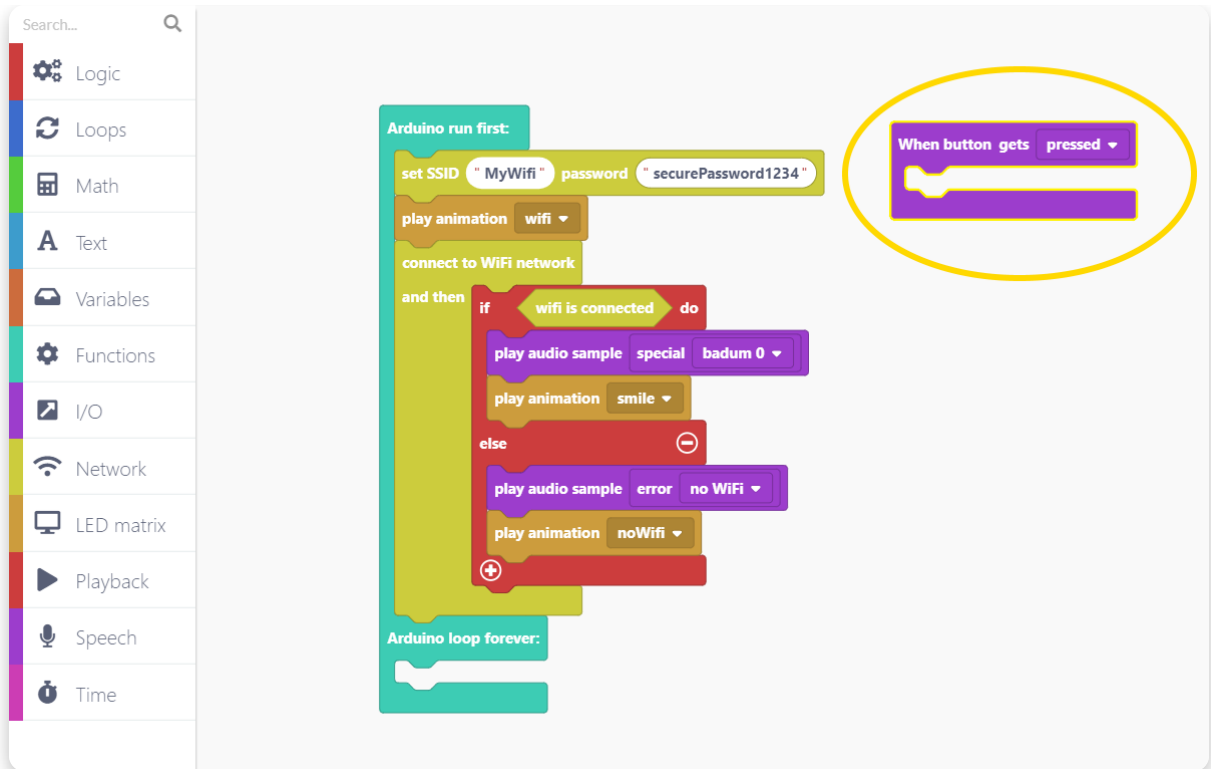 Search...
Logic
Loops
Math
Text
Variables
Functions
I/O
Network
LED matrix
Playback
Speech
Time
Arduino run first:
set SSID " MyWifi " password " securePassword1234 "
play animation wifi
connect to WiFi network
and then if wifi is connected do
play audio sample special badum 0
play animation smile
else
play audio sample error no WiFi
play animation noWifi
Arduino loop forever:
When button gets pressed